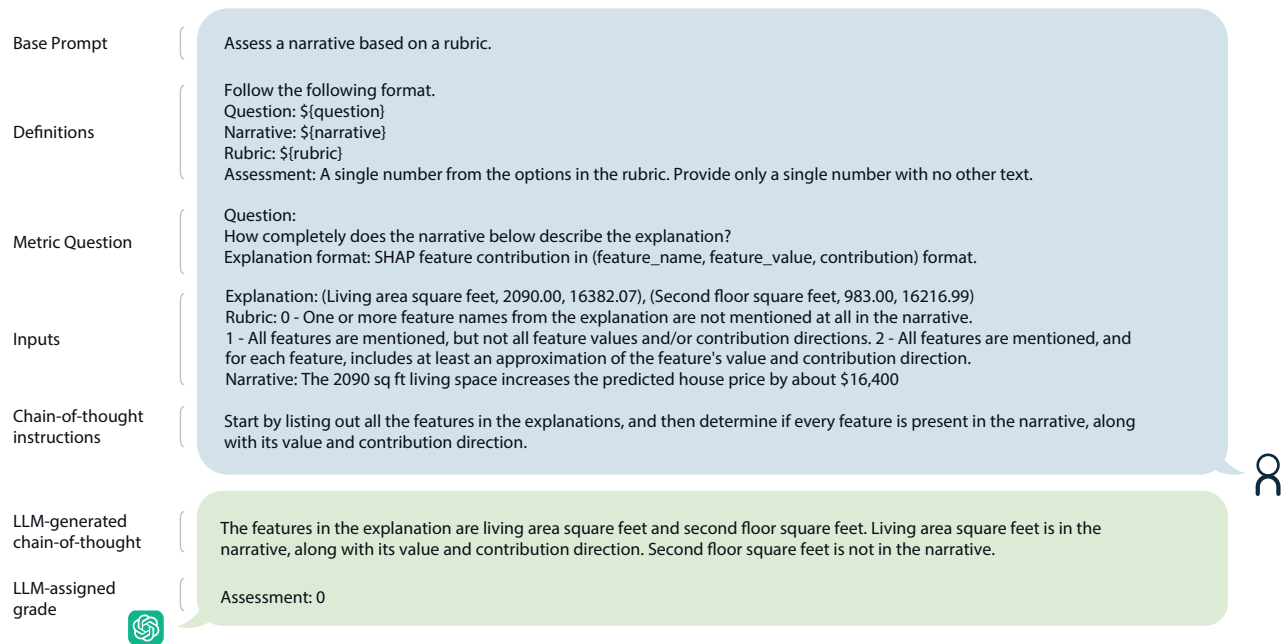 Base Prompt
Assess a narrative based on a rubric.
Definitions
Follow the following format.
Question: ${question}
Narrative: ${narrative}
Rubric: ${rubric}
Assessment: A single number from the options in the rubric. Provide only a single number with no other text.
Metric Question
Question:
How completely does the narrative below describe the explanation?
Explanation format: SHAP feature contribution in (feature_name, feature_value, contribution) format.
Inputs
Explanation: (Living area square feet, 2090.00, 16382.07), (Second floor square feet, 983.00, 16216.99)
Rubric: 0 - One or more feature names from the explanation are not mentioned at all in the narrative.
1 - All features are mentioned, but not all feature values and/or contribution directions. 2 - All features are mentioned, and
for each feature, includes at least an approximation of the feature's value and contribution direction.
Narrative: The 2090 sq ft living space increases the predicted house price by about $16,400
Chain-of-thought
instructions
Start by listing out all the features in the explanations, and then determine if every feature is present in the narrative, along
with its value and contribution direction.
LLM-generated
chain-of-thought
The features in the explanation are living area square feet and second floor square feet. Living area square feet is in the
narrative, along with its value and contribution direction. Second floor square feet is not in the narrative.
LLM-assigned
grade
Assessment: 0